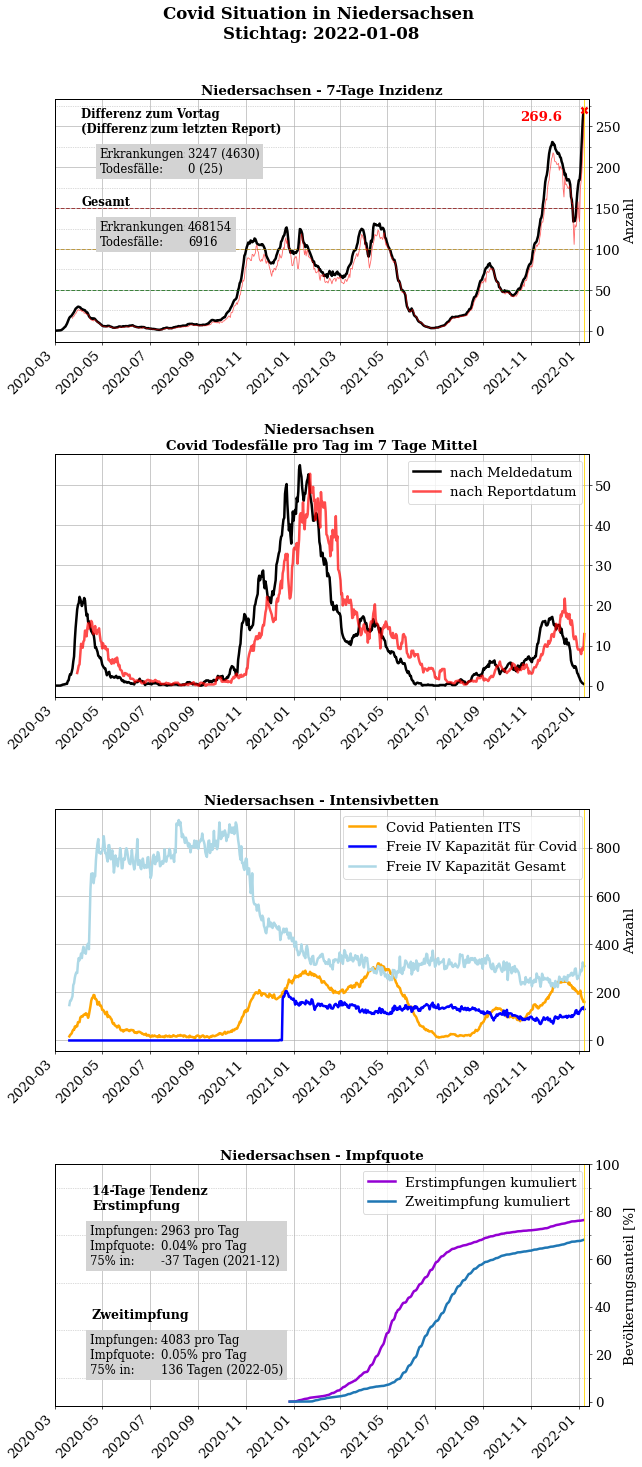 Covid Situation in Niedersachsen
Stichtag: 2022-01-08
Niedersachsen - 7-Tage Inzidenz
Differenz zum Vortag
(Differenz zum letzten Report)
Erkrankungen 3247 (4630)
Todesfälle: 0 (25)
Gesamt
Erkrankungen 468154
Todesfälle: 6916
269.6
250
200
150
100
50
0
Anzahl
2020-03
2020-05
2020-07
2020-09
2020-11
2021-01
2021-03
2021-05
2021-07
2021-09
2021-11
2022-01
Niedersachsen
Covid Todesfälle pro Tag im 7 Tage Mittel
nach Meldedatum
nach Reportdatum
50
40
30
20
10
0
2020-03
2020-05
2020-07
2020-09
2020-11
2021-01
2021-03
2021-05
2021-07
2021-09
2021-11
2022-01
Niedersachsen - Intensivbetten
Covid Patienten ITS
Freie IV Kapazität für Covid
Freie IV Kapazität Gesamt
800
600
400
200
0
Anzahl
2020-03
2020-05
2020-07
2020-09
2020-11
2021-01
2021-03
2021-05
2021-07
2021-09
2021-11
2022-01
Niedersachsen - Impfquote
14-Tage Tendenz
Erstimpfung
Impfungen: 2963 pro Tag
Impfquote: 0.04% pro Tag
75% in: -37 Tagen (2021-12)
Zweitimpfung
Impfungen: 4083 pro Tag
Impfquote: 0.05% pro Tag
75% in: 136 Tagen (2022-05)
Erstimpfungen kumuliert
Zweitimpfung kumuliert
100
80
60
40
20
0
Bevölkerungsanteil [%]
2020-03
2020-05
2020-07
2020-09
2020-11
2021-01
2021-03
2021-05
2021-07
2021-09
2021-11
2022-01